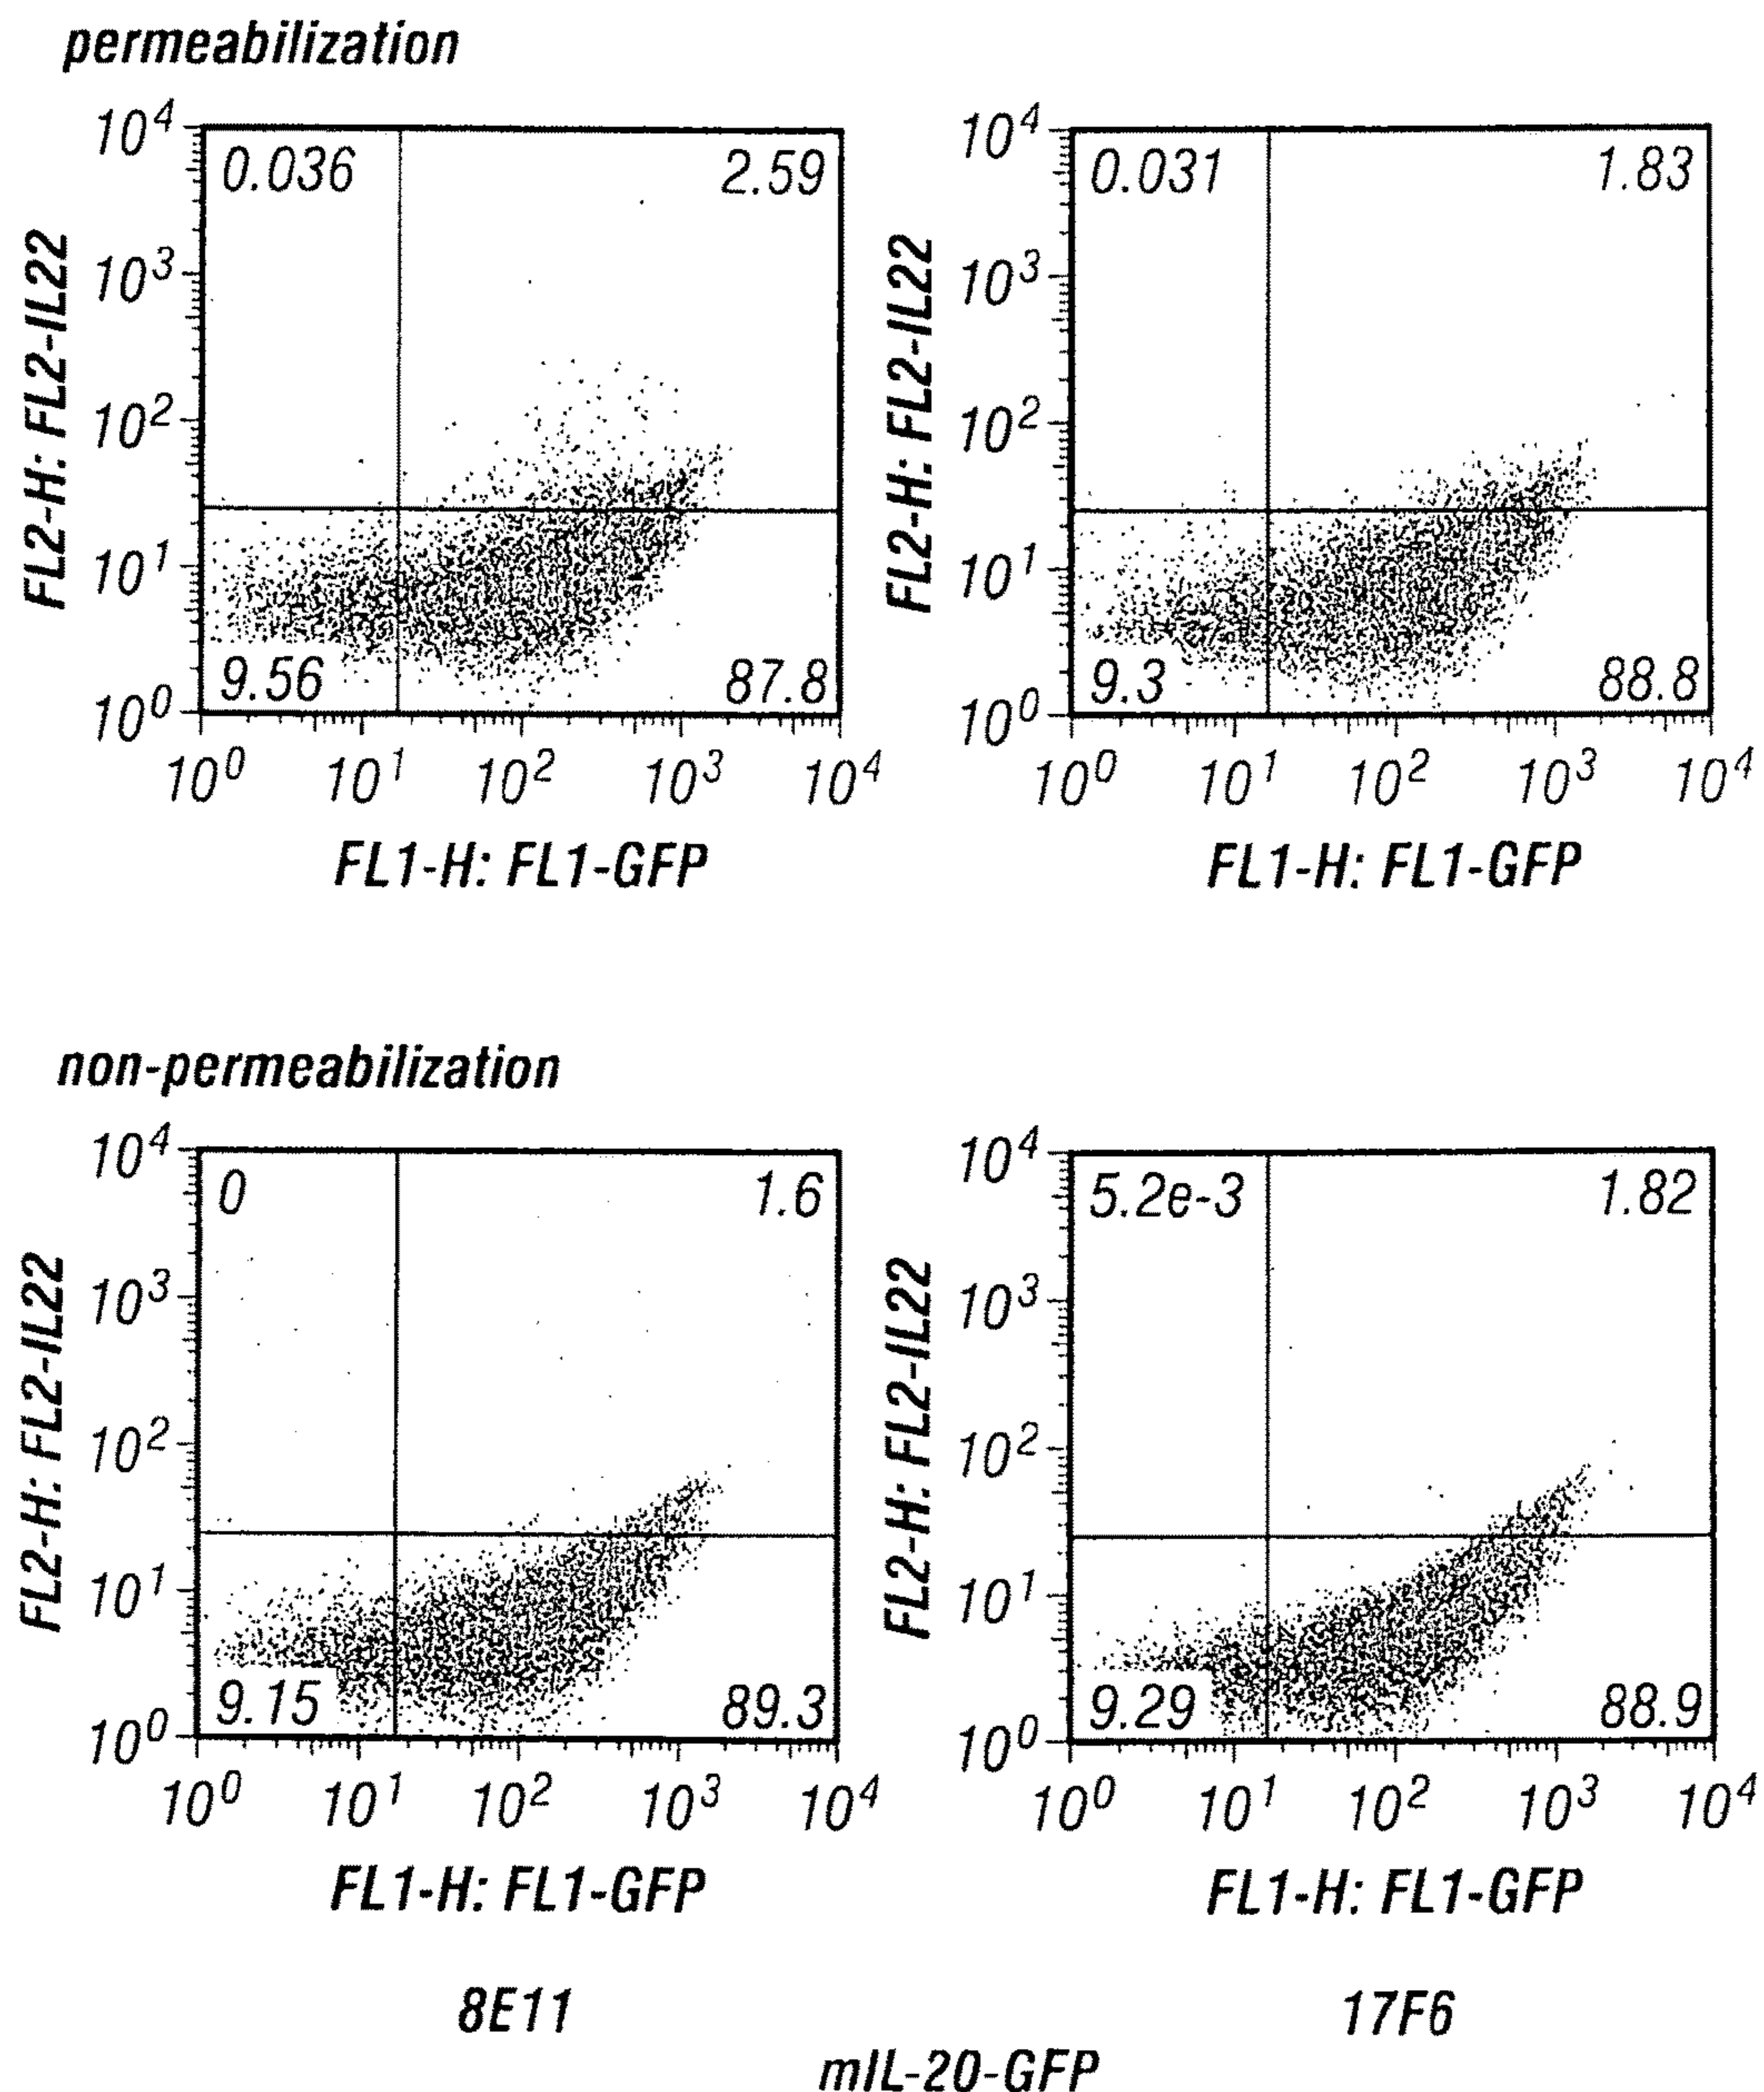 permeabilization
10^4
10^3
10^2
10^1
10^0
FL2-H: FL2-IL22
0.036
2.59
9.56
87.8
10^0 10^1 10^2 10^3 10^4
FL1-H: FL1-GFP
10^4
10^3
10^2
10^1
10^0
FL2-H: FL2-IL22
0.031
1.83
9.3
88.8
10^0 10^1 10^2 10^3 10^4
FL1-H: FL1-GFP
non-permeabilization
10^4
10^3
10^2
10^1
10^0
FL2-H: FL2-IL22
0
1.6
9.15
89.3
10^0 10^1 10^2 10^3 10^4
FL1-H: FL1-GFP
10^4
10^3
10^2
10^1
10^0
FL2-H: FL2-IL22
5.2e-3
1.82
9.29
88.9
10^0 10^1 10^2 10^3 10^4
FL1-H: FL1-GFP
8E11
17F6
mIL-20-GFP